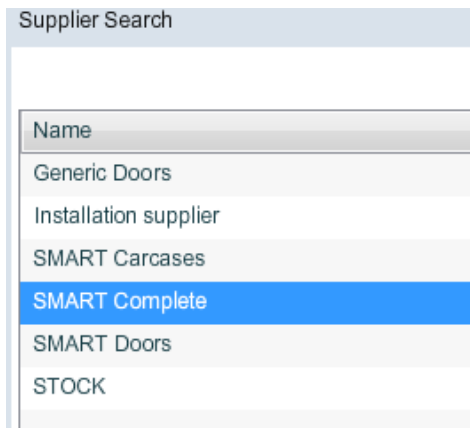 Supplier Search
Name
Generic Doors
Installation supplier
SMART Carcases
SMART Complete
SMART Doors
STOCK